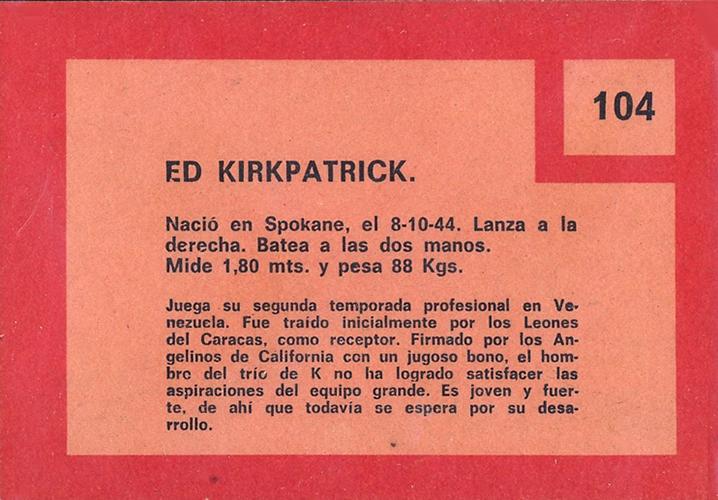 104
ED KIRKPATRICK.
Nació en Spokane, el 8-10-44. Lanza a la
derecha. Batea a las dos manos.
Mide 1,80 mts. y pesa 88 Kgs.
Juega su segunda temporada profesional en Ve-
nezuela. Fue traído inicialmente por los Leones
del Caracas, como receptor. Firmado por los An-
gelinos de California con un jugoso bono, el hom-
bre del trío de K no ha logrado satisfacer las
aspiraciones del equipo grande. Es joven y fuer-
te, de ahí que todavía se espera por su desa-
rrollo.